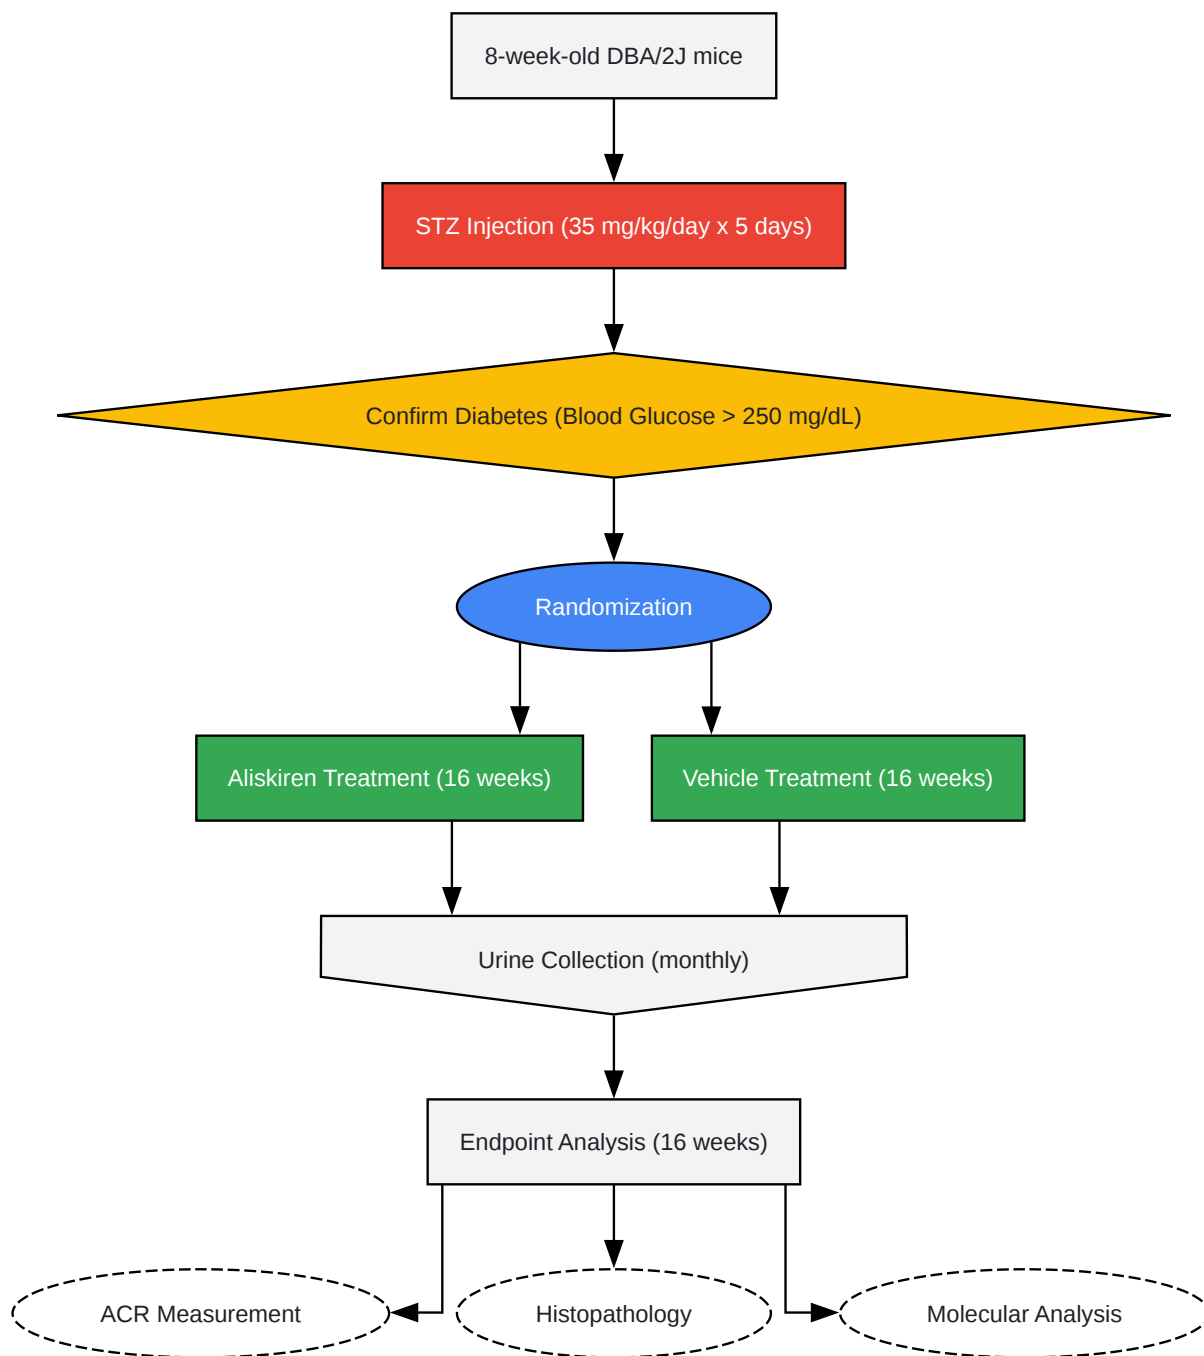 8-week-old DBA/2J mice
STZ Injection (35 mg/kg/day x 5 days)
Confirm Diabetes (Blood Glucose > 250 mg/dL)
Randomization
Aliskiren Treatment (16 weeks)
Vehicle Treatment (16 weeks)
Urine Collection (monthly)
Endpoint Analysis (16 weeks)
ACR Measurement
Histopathology
Molecular Analysis